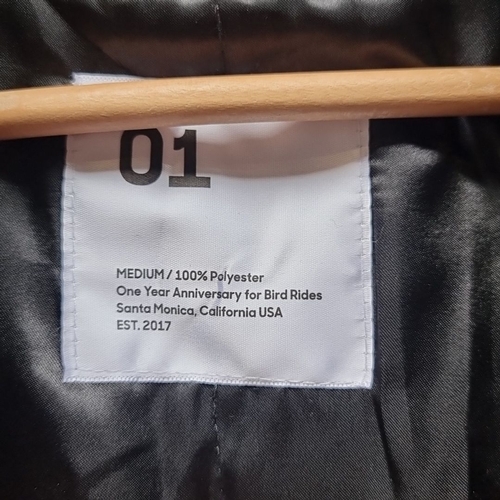 01
MEDIUM / 100% Polyester
One Year Anniversary for Bird Rides
Santa Monica, California USA
EST. 2017